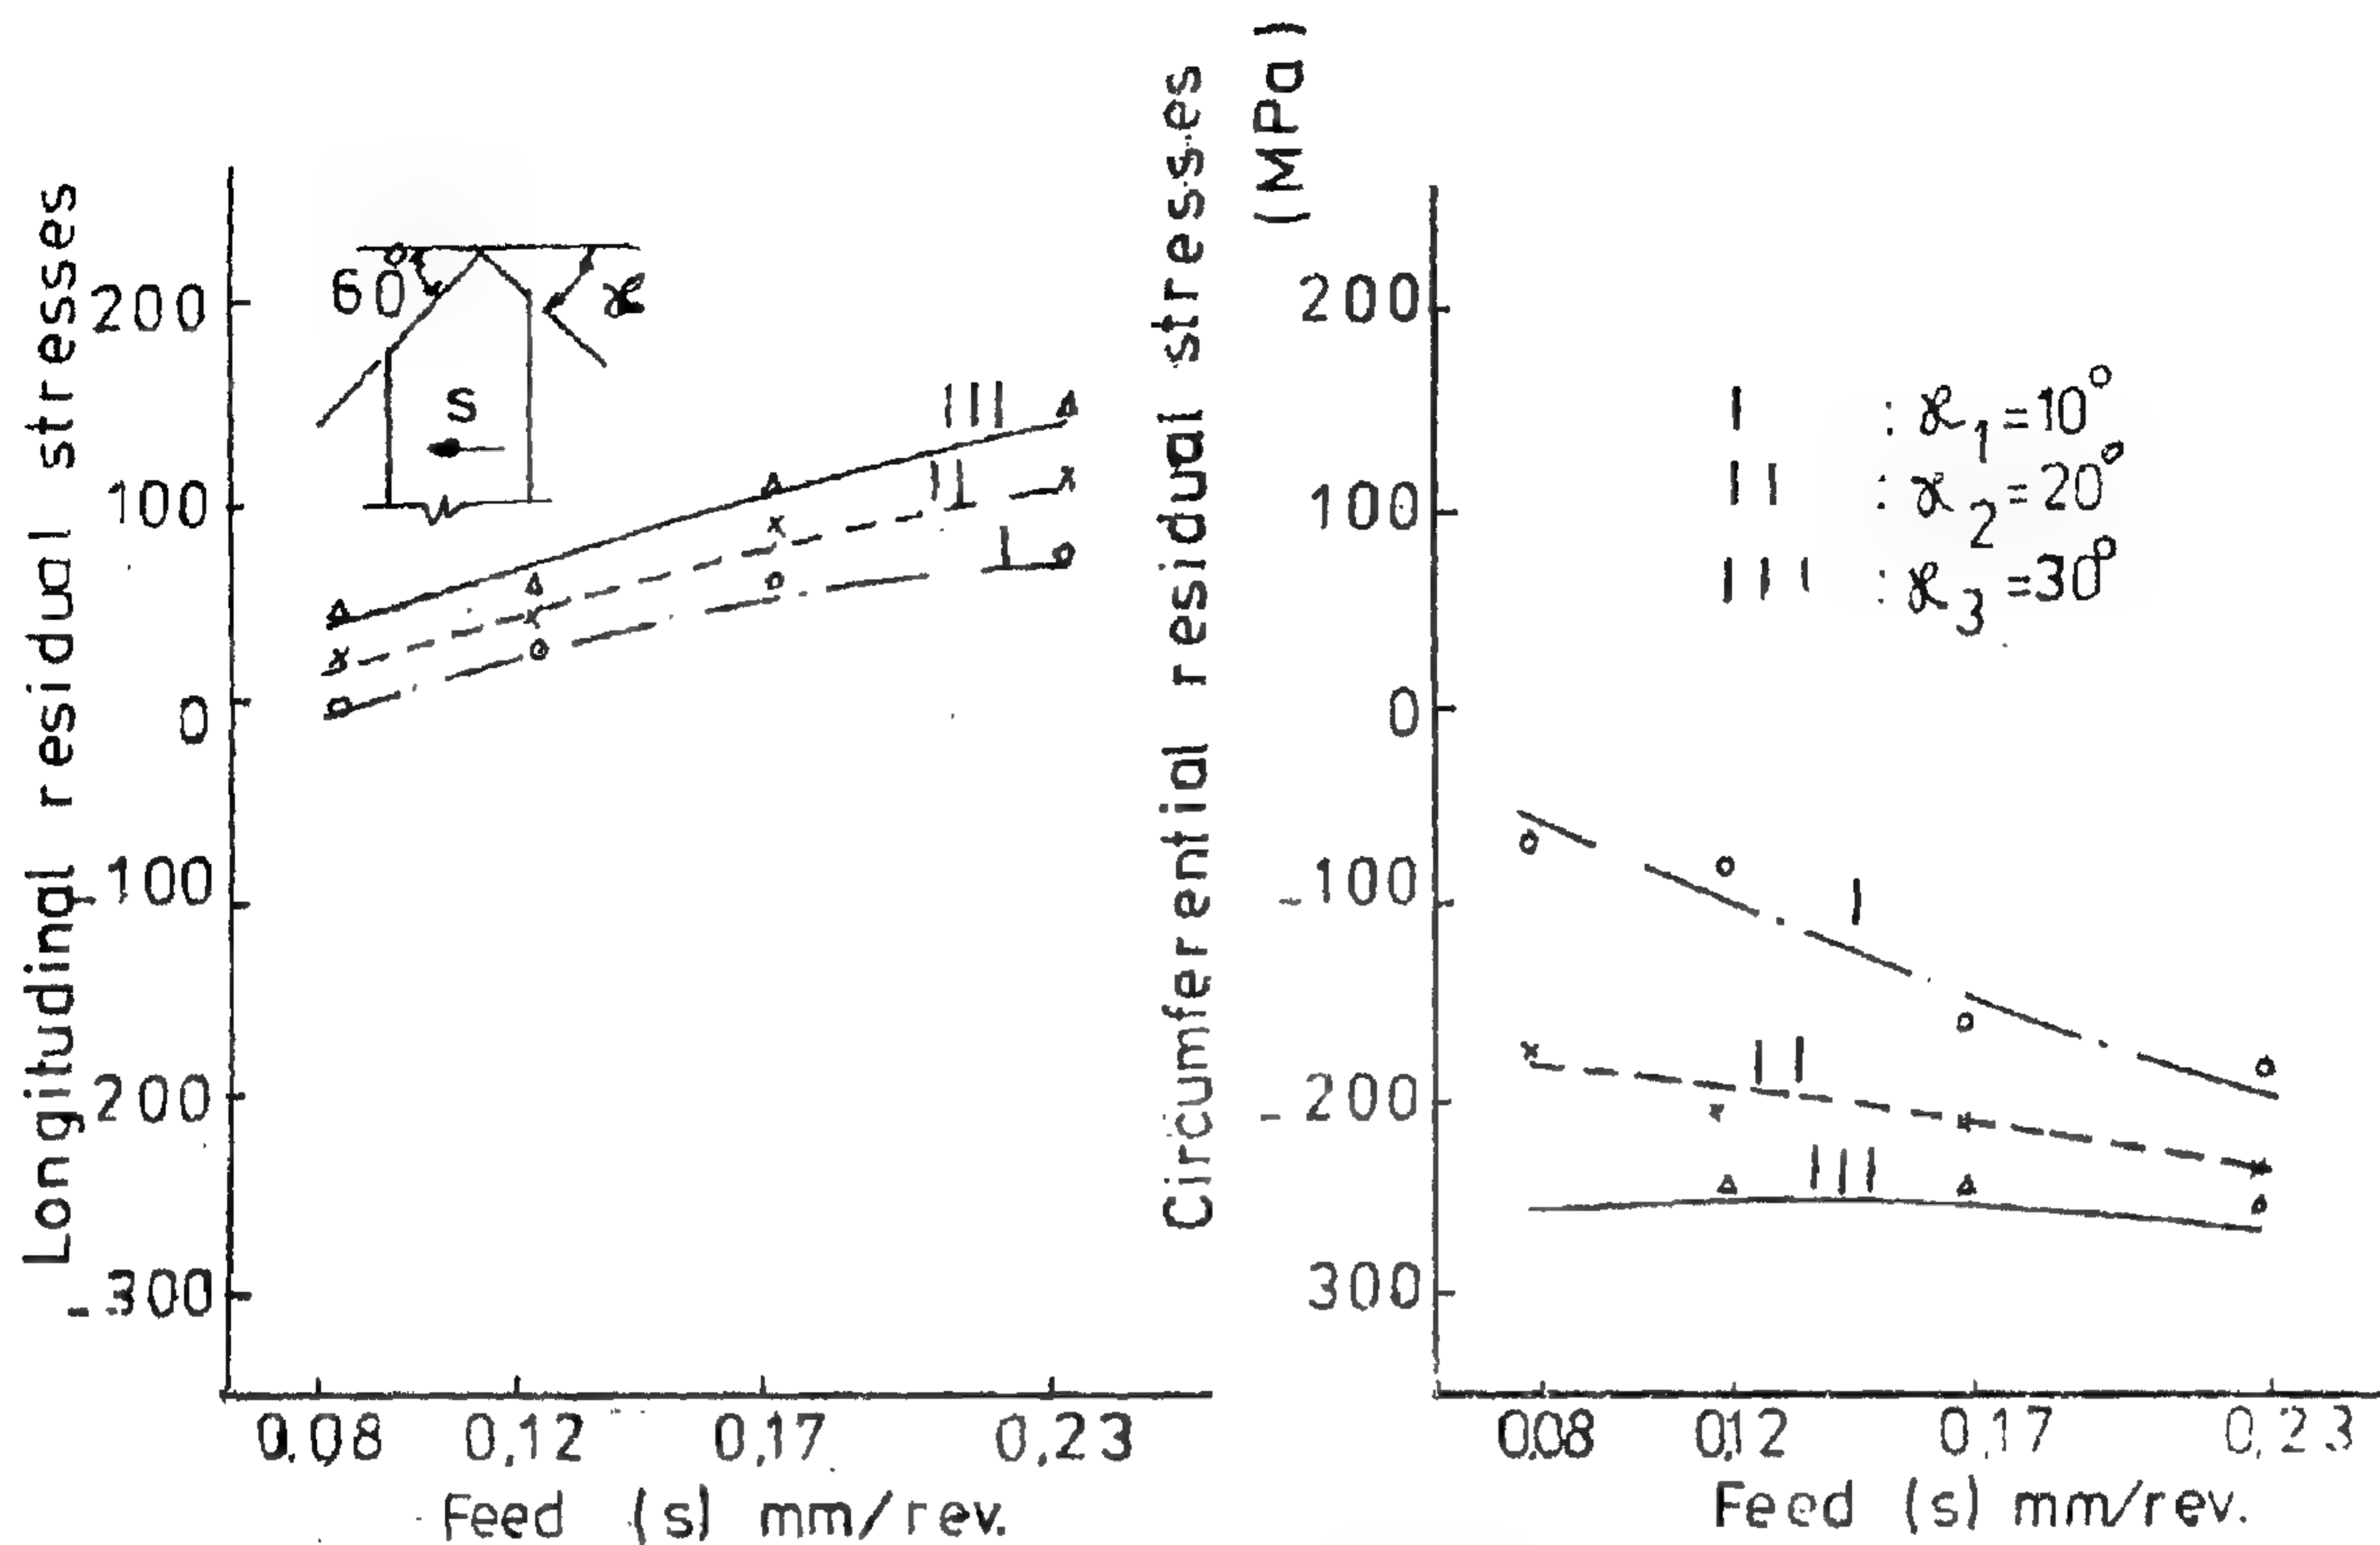 Longitudinal residual stresses
200
100
0
-100
200
-300
60°
ϰ
S
III
II
I
0,08 0,12 0,17 0,23
Feed (s) mm/rev.
Circumferential residual stresses
(MPa)
200
100
0
-100
-200
300
I : ϰ1=10°
II : ϰ2=20°
III : ϰ3=30°
I
II
III
0,08 0,12 0,17 0,23
Feed (s) mm/rev.